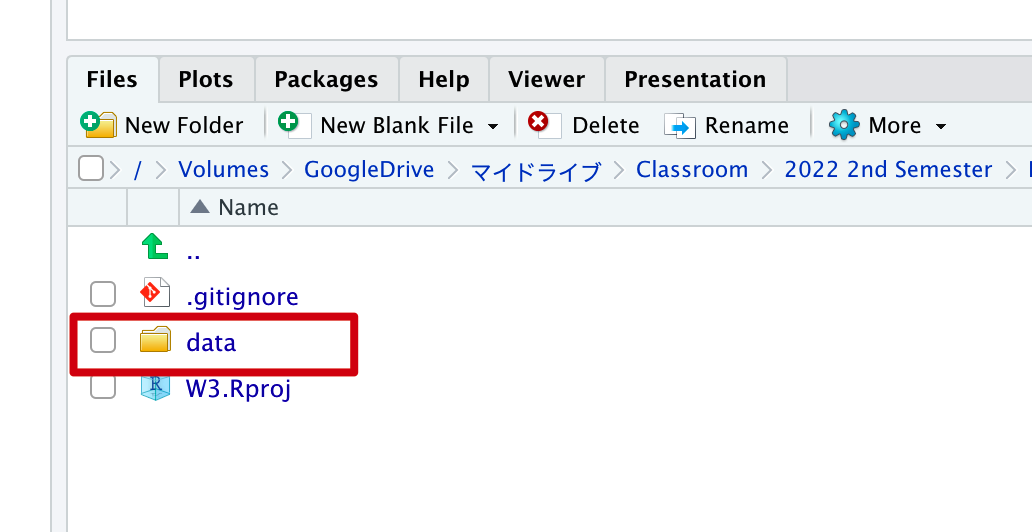 Files Plots Packages Help Viewer Presentation
New Folder New Blank File Delete Rename More
/ Volumes GoogleDrive マイドライブ Classroom 2022 2nd Semester
Name
..
.gitignore
data
W3.Rproj